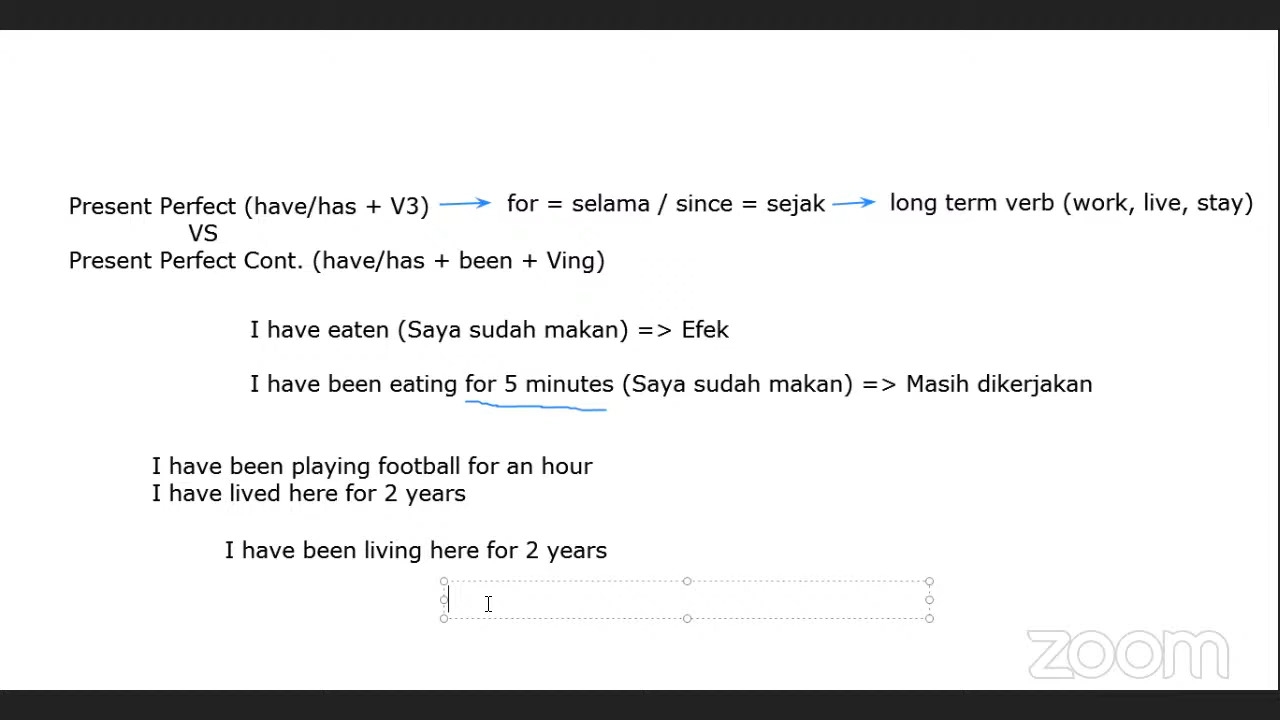 Present Perfect (have/has + V3) for = selama / since = sejak long term verb (work, live, stay)
VS
Present Perfect Cont. (have/has + been + Ving)
I have eaten (Saya sudah makan) => Efek
I have been eating for 5 minutes (Saya sudah makan) => Masih dikerjakan
I have been playing football for an hour
I have lived here for 2 years
I have been living here for 2 years
zoom